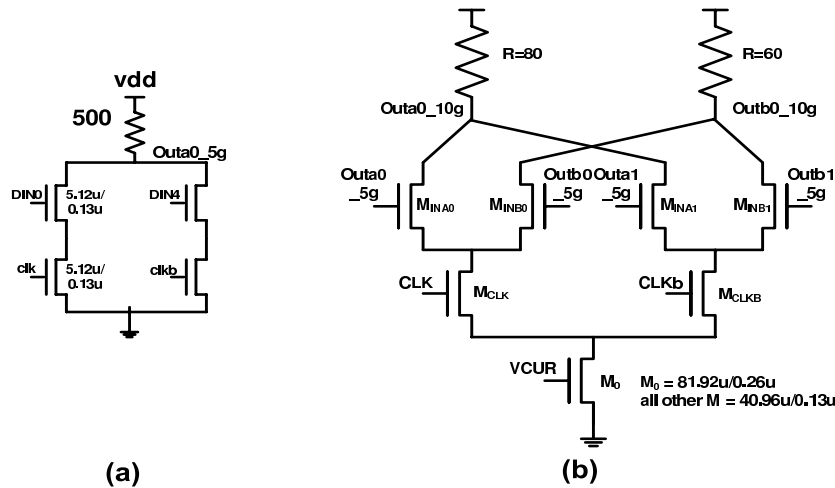 vdd
500
Outa0_5g
DIN0
5.12u/
0.13u
DIN4
clk
5.12u/
0.13u
clkb
(a)
R=80
R=60
Outa0_10g
Outb0_10g
Outa0
_5g
Outb0
_5g
Outa1
_5g
Outb1
_5g
MINA0
MINB0
MINA1
MINB1
CLK
MCLK
CLKb
MCLKB
VCUR
M0
M0 = 81.92u/0.26u
all other M = 40.96u/0.13u
(b)